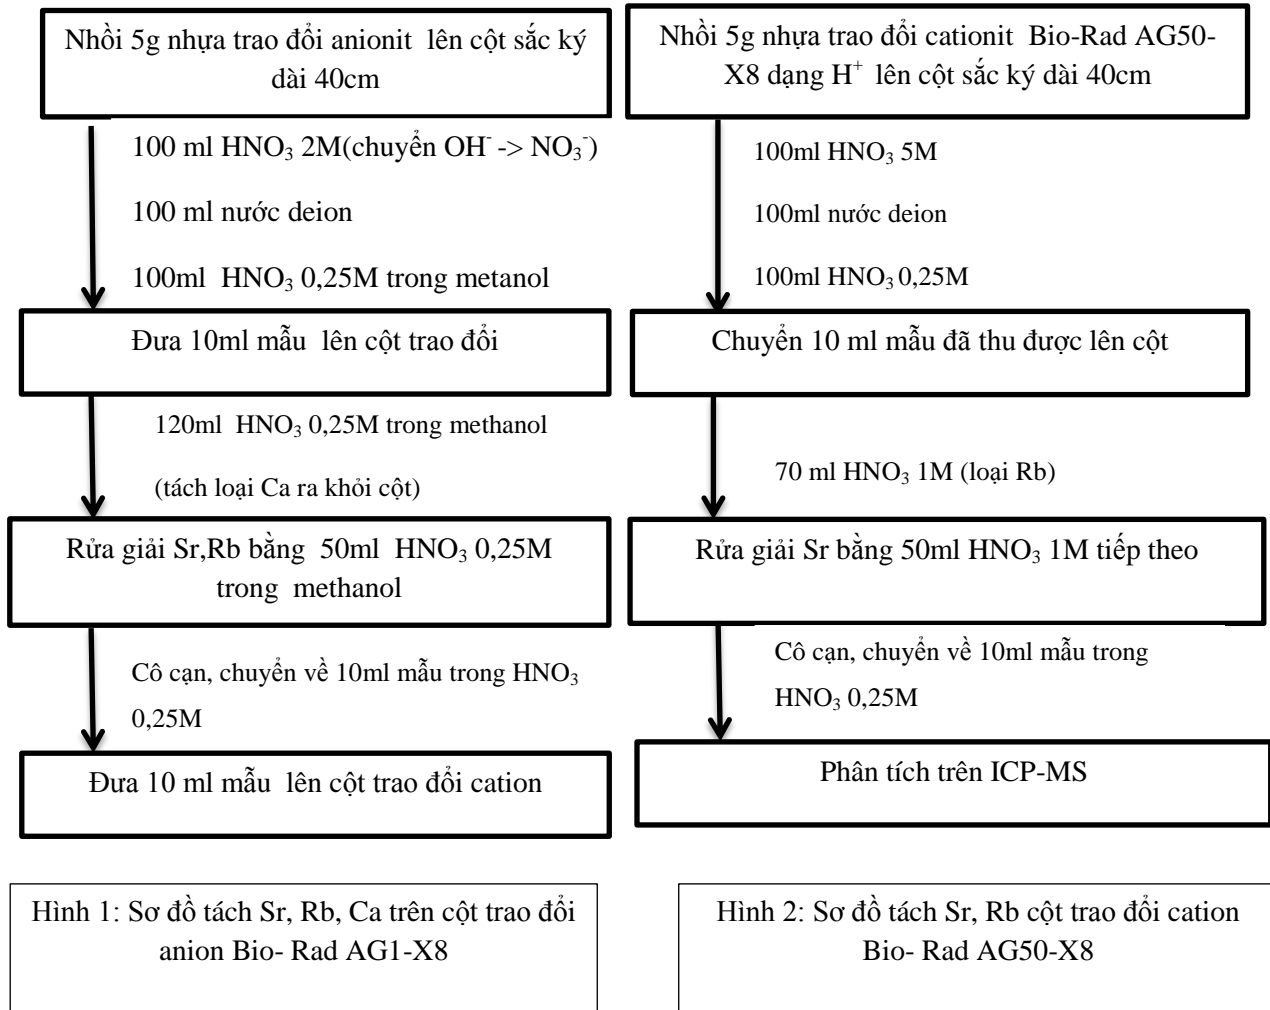 Nhồi 5g nhựa trao đổi anionit lên cột sắc ký
dài 40cm
100 ml HNO₃ 2M(chuyển OH⁻ -> NO₃⁻)
100 ml nước deion
100ml HNO₃ 0,25M trong metanol
Đưa 10ml mẫu lên cột trao đổi
120ml HNO₃ 0,25M trong methanol
(tách loại Ca ra khỏi cột)
Rửa giải Sr,Rb bằng 50ml HNO₃ 0,25M
trong methanol
Cô cạn, chuyển về 10ml mẫu trong HNO₃
0,25M
Đưa 10 ml mẫu lên cột trao đổi cation
Hình 1: Sơ đồ tách Sr, Rb, Ca trên cột trao đổi
anion Bio- Rad AG1-X8
Nhồi 5g nhựa trao đổi cationit Bio-Rad AG50-
X8 dạng H⁺ lên cột sắc ký dài 40cm
100ml HNO₃ 5M
100ml nước deion
100ml HNO₃ 0,25M
Chuyển 10 ml mẫu đã thu được lên cột
70 ml HNO₃ 1M (loại Rb)
Rửa giải Sr bằng 50ml HNO₃ 1M tiếp theo
Cô cạn, chuyển về 10ml mẫu trong
HNO₃ 0,25M
Phân tích trên ICP-MS
Hình 2: Sơ đồ tách Sr, Rb cột trao đổi cation
Bio- Rad AG50-X8